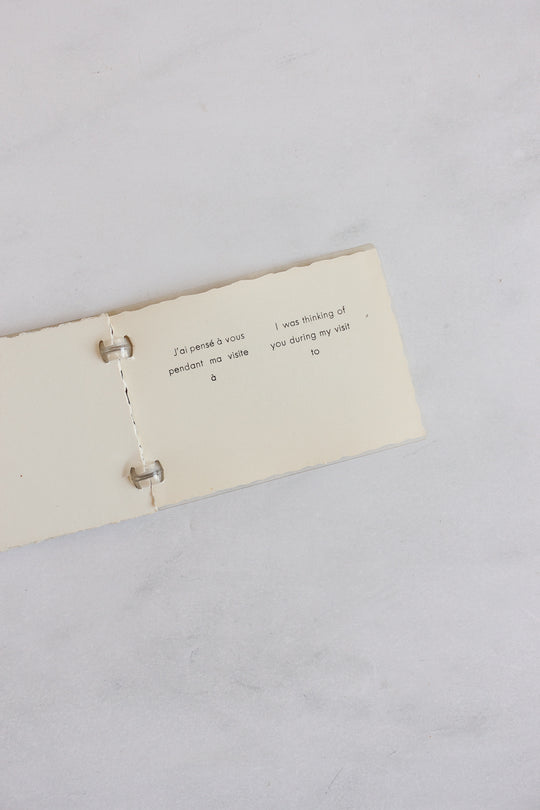 J'ai pensé à vous
pendant ma visite
à
I was thinking of
you during my visit
to